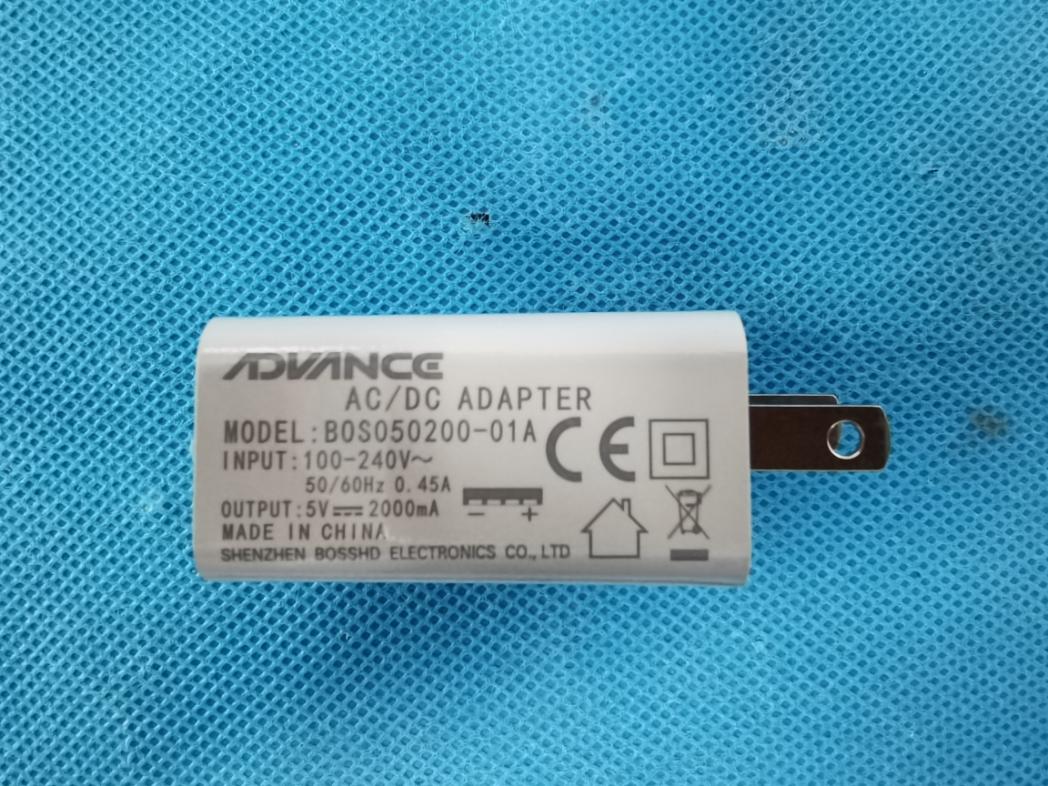 ADVANCE
AC/DC ADAPTER
MODEL:BOS050200-01A
INPUT:100-240V~
50/60Hz 0.45A
OUTPUT:5V⎓2000mA
- +
MADE IN CHINA
SHENZHEN BOSSHD ELECTRONICS CO., LTD
CE